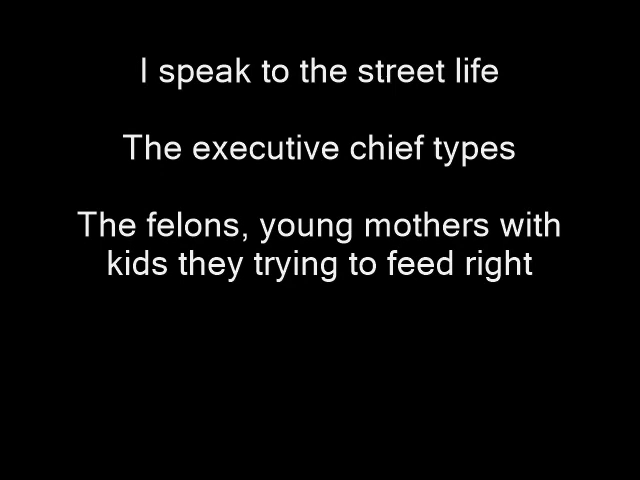 I speak to the street life
The executive chief types
The felons, young mothers with
kids they trying to feed right